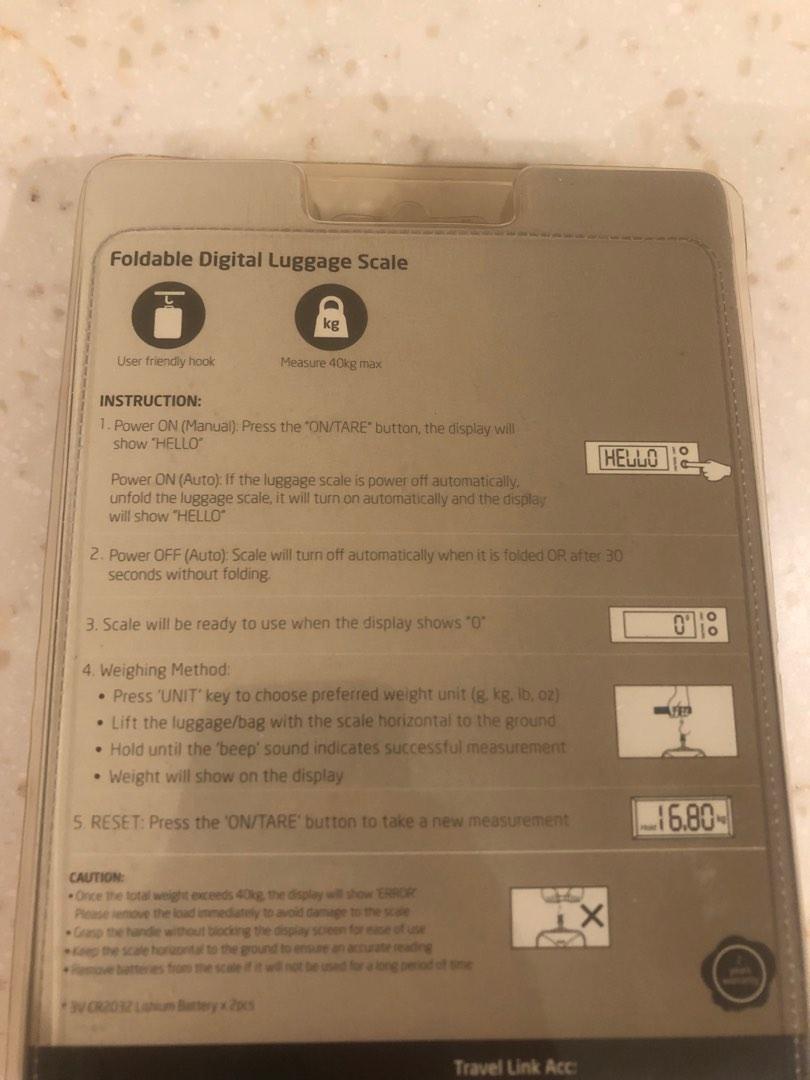 Foldable Digital Luggage Scale
kg
User friendly hook
Measure 40kg max
INSTRUCTION:
1. Power ON (Manual): Press the "ON/TARE" button, the display will
show "HELLO"
HELLO
Power ON (Auto): If the luggage scale is power off automatically,
unfold the luggage scale, it will turn on automatically and the display
will show "HELLO"
2. Power OFF (Auto): Scale will turn off automatically when it is folded OR after 30
seconds without folding.
3. Scale will be ready to use when the display shows "0"
0
4. Weighing Method:
• Press 'UNIT' key to choose preferred weight unit (g, kg, lb, oz)
• Lift the luggage/bag with the scale horizontal to the ground
• Hold until the 'beep' sound indicates successful measurement
• Weight will show on the display
5. RESET: Press the 'ON/TARE' button to take a new measurement
Hold 16.80 kg
CAUTION:
• Once the total weight exceeds 40kg, the display will show 'ERROR'
Please remove the load immediately to avoid damage to the scale
• Grasp the handle without blocking the display screen for ease of use
• Keep the scale horizontal to the ground to ensure an accurate reading
• Remove batteries from the scale if it will not be used for a long period of time
2
years
warranty
* 3V CR2032 Lithium Battery x 2pcs
Travel Link Acc: